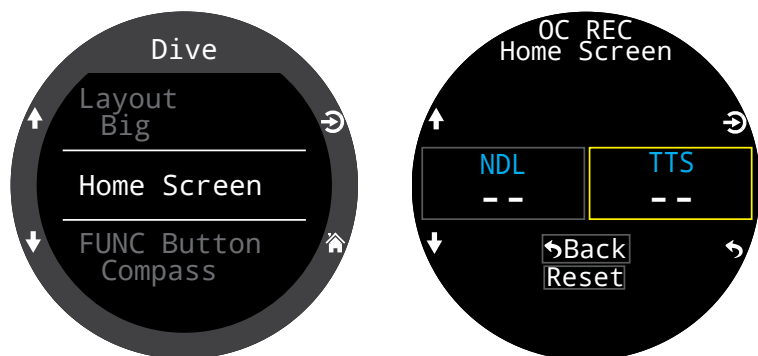 Dive
Layout
Big
Home Screen
FUNC Button
Compass
OC REC
Home Screen
NDL
TTS
--
--
Back
Reset